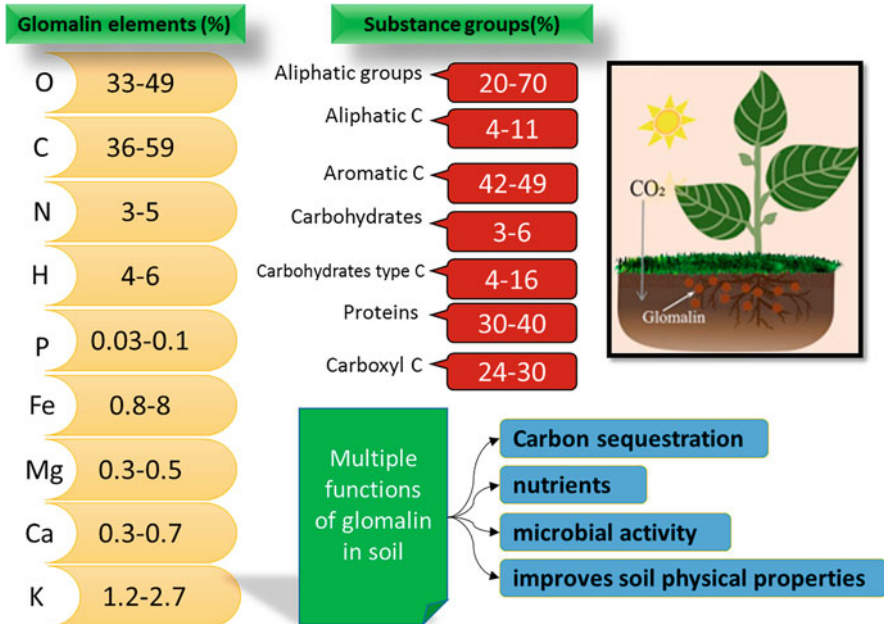 Glomalin elements (%)
O 33-49
C 36-59
N 3-5
H 4-6
P 0.03-0.1
Fe 0.8-8
Mg 0.3-0.5
Ca 0.3-0.7
K 1.2-2.7
Substance groups(%)
Aliphatic groups 20-70
Aliphatic C 4-11
Aromatic C 42-49
Carbohydrates 3-6
Carbohydrates type C 4-16
Proteins 30-40
Carboxyl C 24-30
CO₂
Glomalin
Multiple
functions
of glomalin
in soil
Carbon sequestration
nutrients
microbial activity
improves soil physical properties